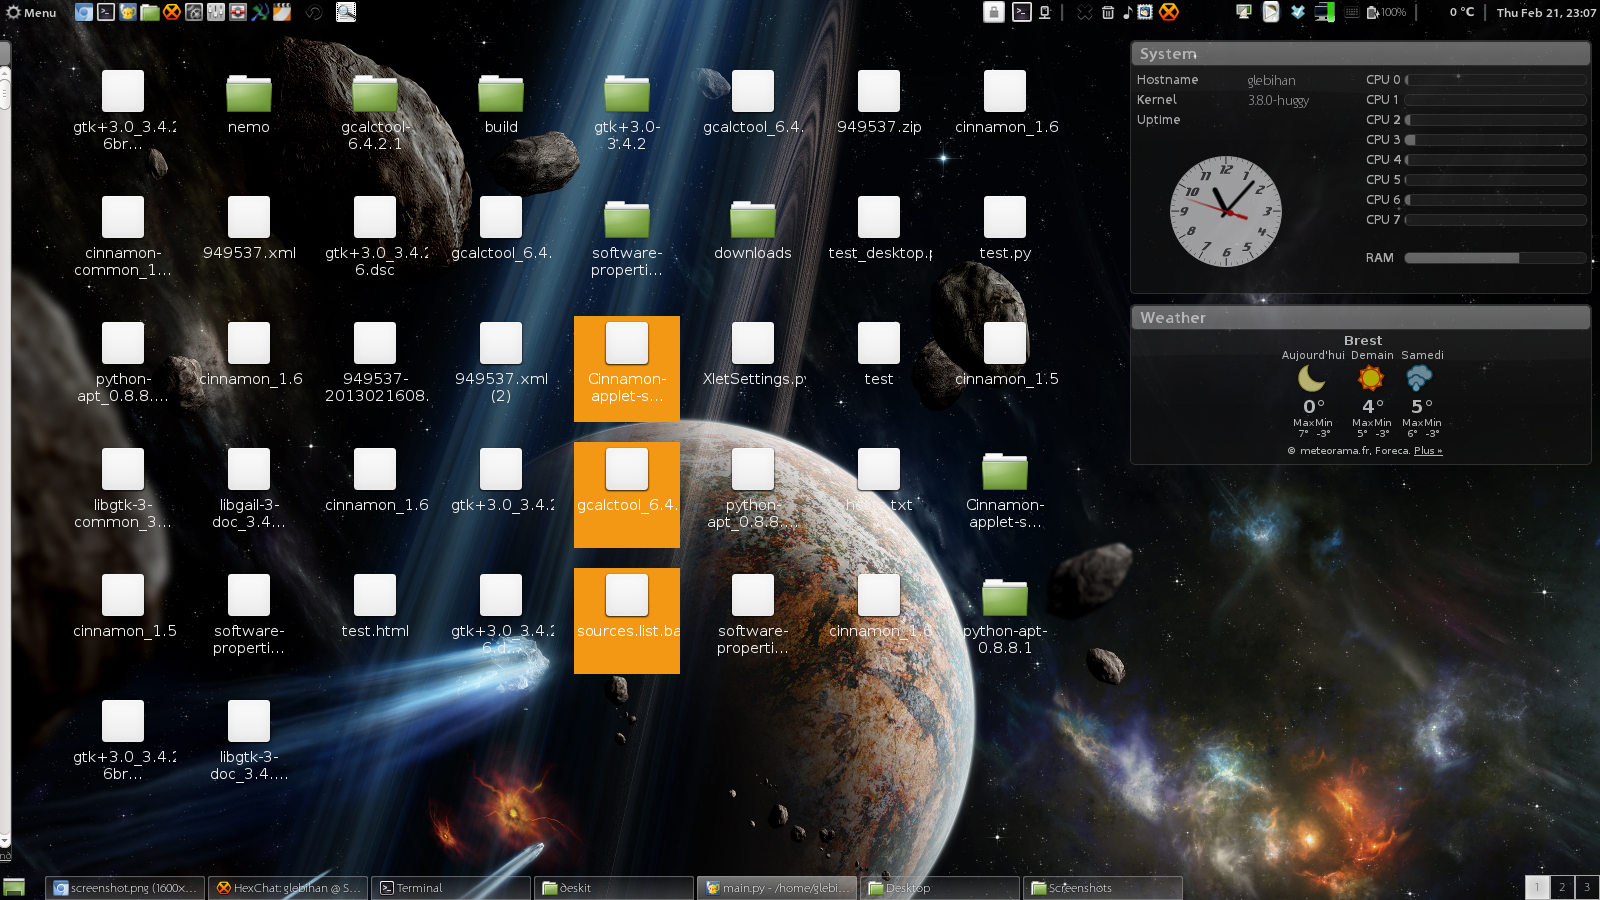 Menu
100%
0 °C
Thu Feb 21, 23:07
System
Hostname glebihan
Kernel 3.8.0-huggy
Uptime
CPU 0
CPU 1
CPU 2
CPU 3
CPU 4
CPU 5
CPU 6
CPU 7
RAM
12 1 2 3 4 5 6 7 8 9 10 11
Weather
Brest
Aujourd'hui Demain Samedi
0° 4° 5°
MaxMin MaxMin MaxMin
7° -3° 5° -3° 6° -3°
© meteorama.fr, Foreca. Plus »
gtk+3.0_3.4.2
6br...
nemo
gcalctool-
6.4.2.1
build
gtk+3.0-
3.4.2
gcalctool_6.4.
949537.zip
cinnamon_1.6
cinnamon-
common_1...
949537.xml
gtk+3.0_3.4.2
6.dsc
gcalctool_6.4.
software-
properti...
downloads
test_desktop.p
test.py
python-
apt_0.8.8....
cinnamon_1.6
949537-
2013021608.
949537.xml
(2)
Cinnamon-
applet-s...
XletSettings.py
test
cinnamon_1.5
libgtk-3-
common_3...
libgail-3-
doc_3.4...
cinnamon_1.6
gtk+3.0_3.4.2
gcalctool_6.4.
python-
apt_0.8.8....
.txt
Cinnamon-
applet-s...
cinnamon_1.5
software-
properti...
test.html
gtk+3.0_3.4.2
6.d...
sources.list.ba
software-
properti...
cinnamon_1.6
python-apt-
0.8.8.1
gtk+3.0_3.4.2
6br...
libgtk-3-
doc_3.4....
screenshot.png (1600x...
HexChat: glebihan @ S...
Terminal
deskit
main.py - /home/glebi...
Desktop
Screenshots
1 2 3